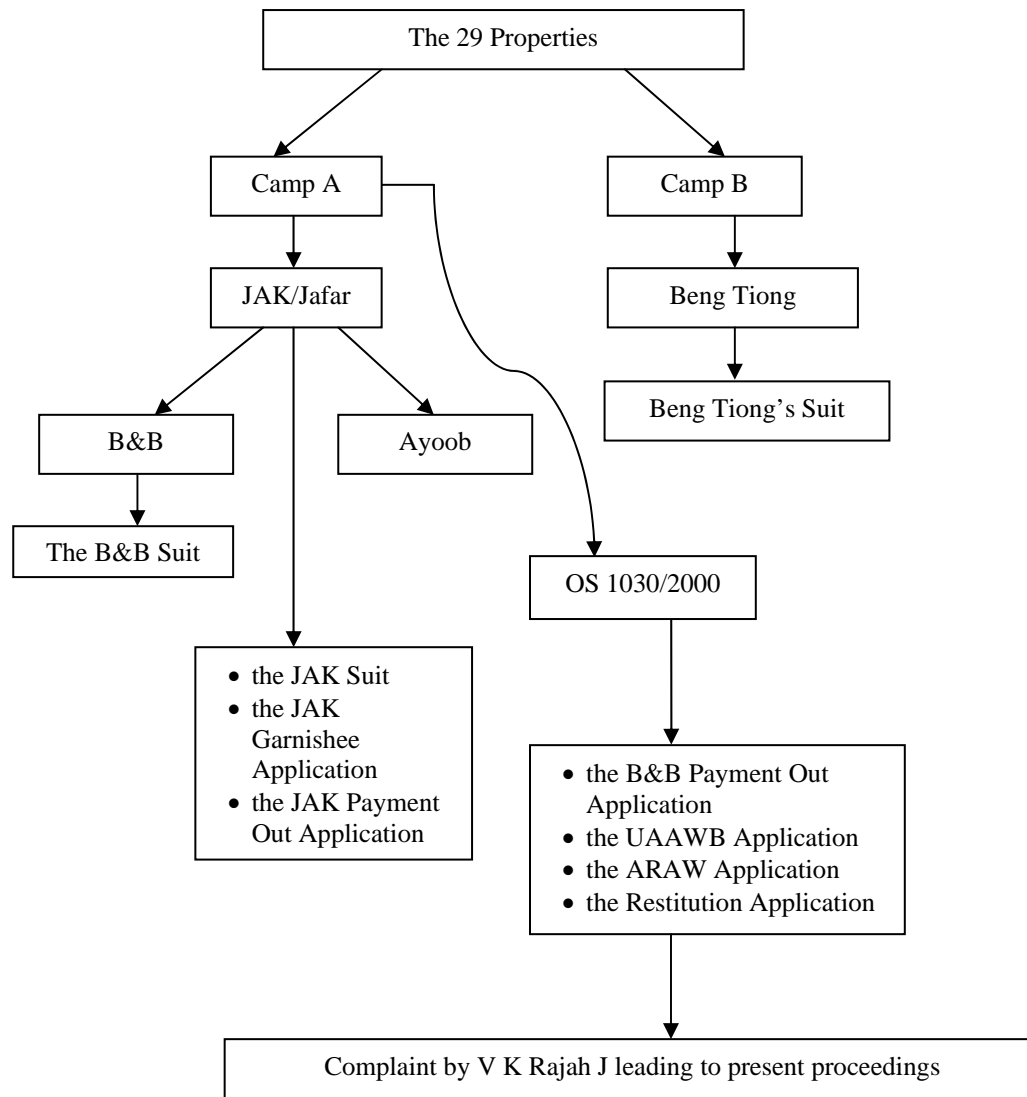 The 29 Properties
Camp A
Camp B
JAK/Jafar
Beng Tiong
B&B
Ayoob
Beng Tiong’s Suit
The B&B Suit
OS 1030/2000
• the JAK Suit
• the JAK
Garnishee
Application
• the JAK Payment
Out Application
• the B&B Payment Out
Application
• the UAAWB Application
• the ARAW Application
• the Restitution Application
Complaint by V K Rajah J leading to present proceedings